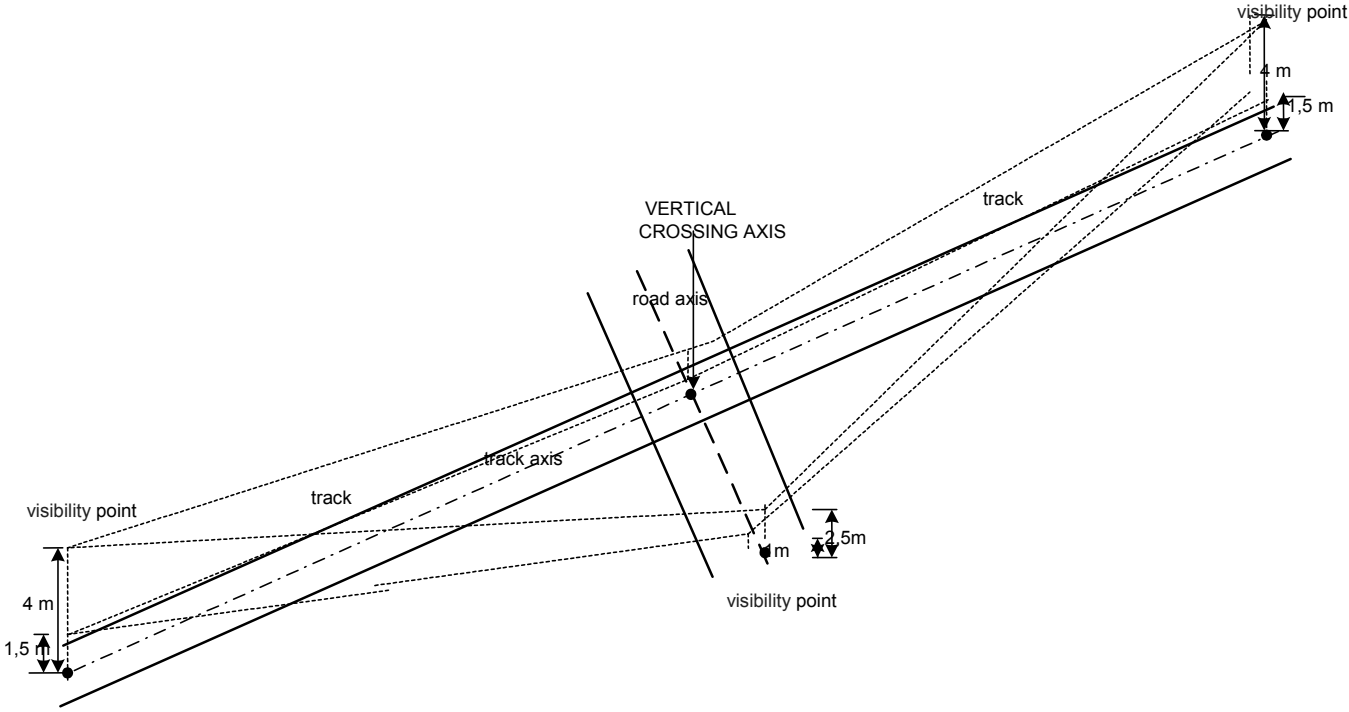 visibility point
4 m
1,5 m
track
VERTICAL
CROSSING AXIS
road axis
track axis
track
visibility point
4 m
1,5 m
2,5m
1m
visibility point